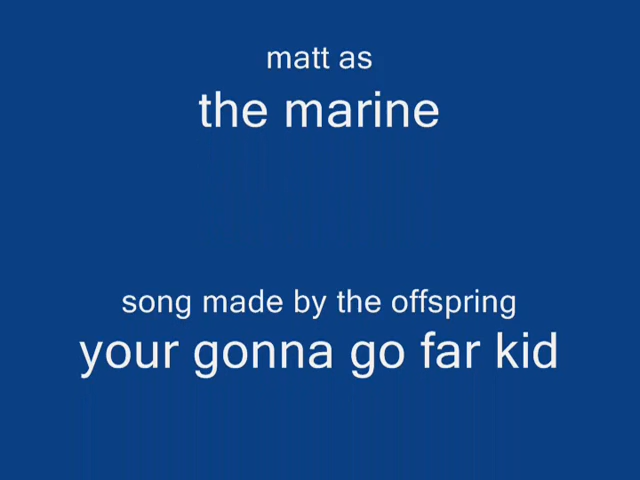 matt as
the marine
song made by the offspring
your gonna go far kid